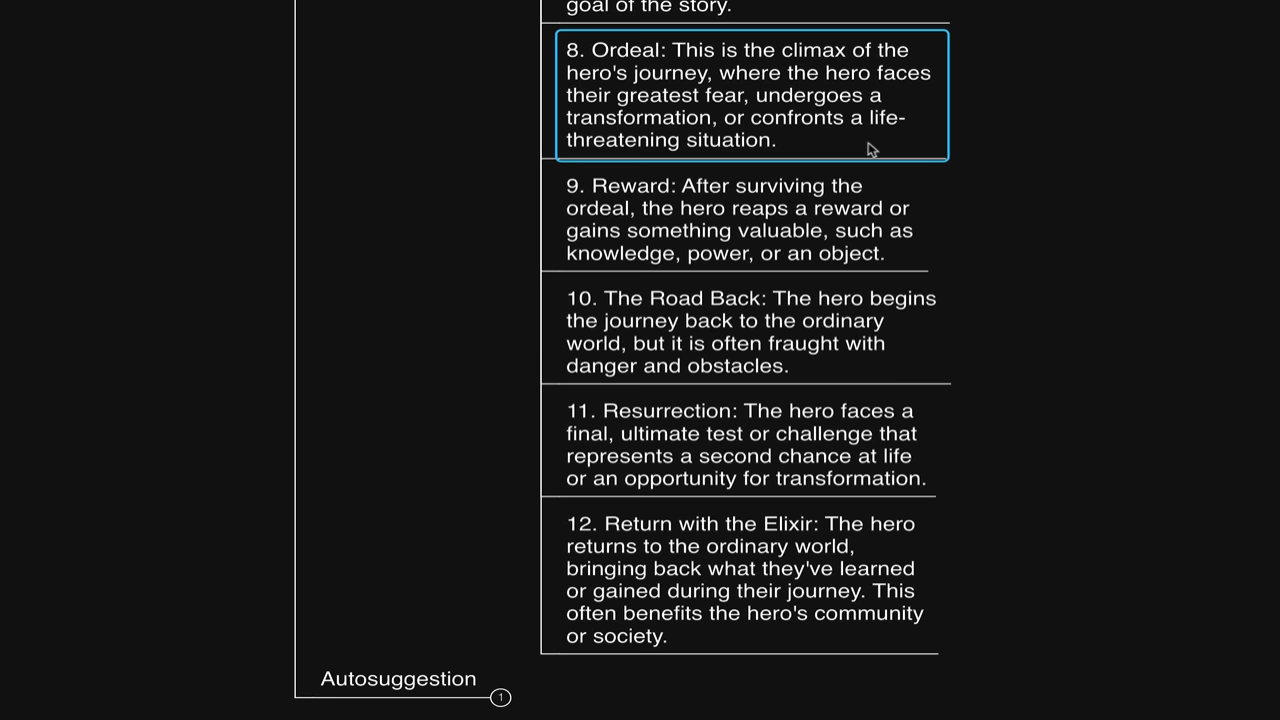 goal of the story.
8. Ordeal: This is the climax of the
hero's journey, where the hero faces
their greatest fear, undergoes a
transformation, or confronts a life-
threatening situation.
9. Reward: After surviving the
ordeal, the hero reaps a reward or
gains something valuable, such as
knowledge, power, or an object.
10. The Road Back: The hero begins
the journey back to the ordinary
world, but it is often fraught with
danger and obstacles.
11. Resurrection: The hero faces a
final, ultimate test or challenge that
represents a second chance at life
or an opportunity for transformation.
12. Return with the Elixir: The hero
returns to the ordinary world,
bringing back what they've learned
or gained during their journey. This
often benefits the hero's community
or society.
Autosuggestion
1